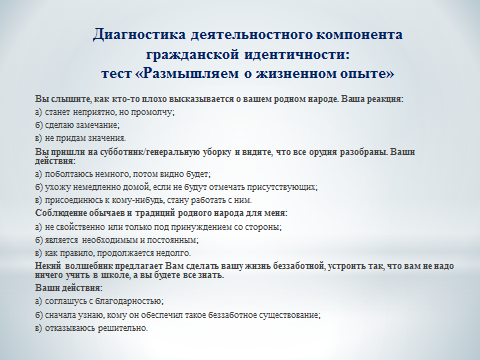 Диагностика деятельностного компонента
гражданской идентичности:
тест «Размышляем о жизненном опыте»
Вы слышите, как кто-то плохо высказывается о вашем родном народе. Ваша реакция:
а) станет неприятно, но промолчу;
б) сделаю замечание;
в) не придам значения.
Вы пришли на субботник/генеральную уборку и видите, что все орудия разобраны. Ваши
действия:
а) поболтаюсь немного, потом видно будет;
б) ухожу немедленно домой, если не будут отмечать присутствующих;
в) присоединюсь к кому-нибудь, стану работать с ним.
Соблюдение обычаев и традиций родного народа для меня:
а) не свойственно или только под принуждением со стороны;
б) является необходимым и постоянным;
в) как правило, продолжается недолго.
Некий волшебник предлагает Вам сделать вашу жизнь беззаботной, устроить так, что вам не надо
ничего учить в школе, а вы будете все знать.
Ваши действия:
а) соглашусь с благодарностью;
б) сначала узнаю, кому он обеспечил такое беззаботное существование;
в) отказываюсь решительно.